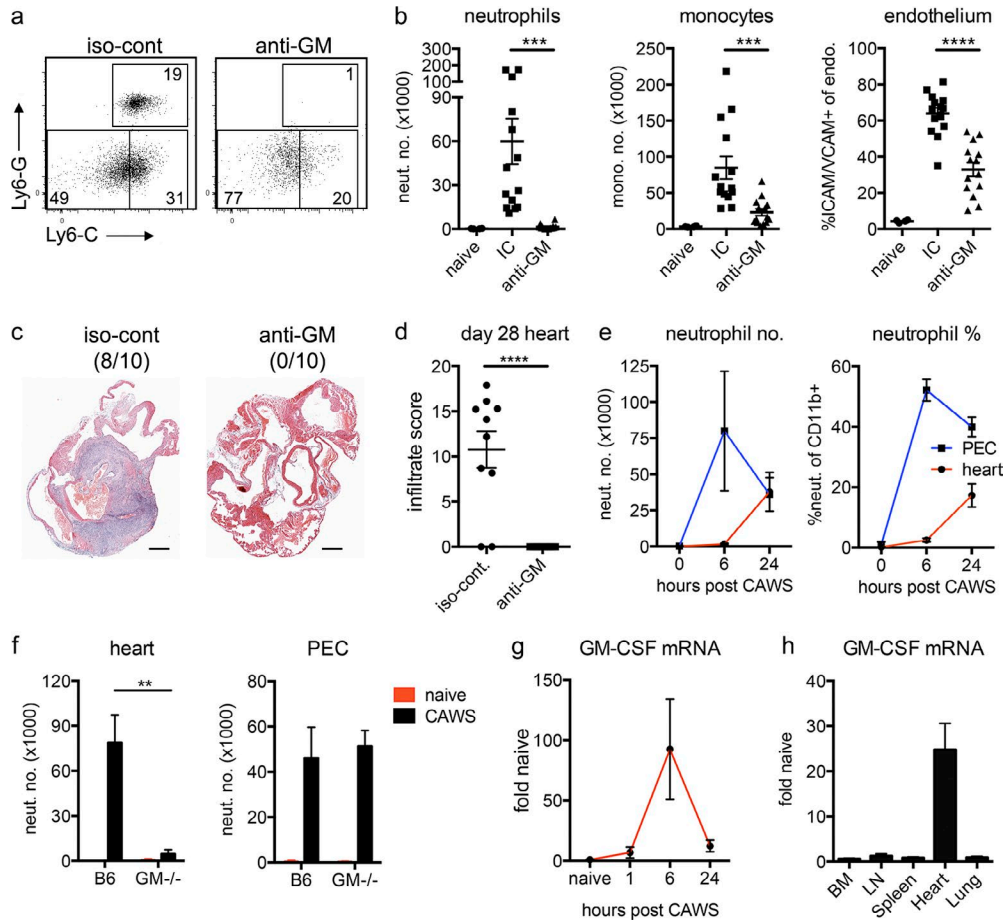 a
iso-cont
anti-GM
19
1
49
31
77
20
0
0
Ly6-G
Ly6-C
b
neutrophils
monocytes
endothelium
***
***
****
neut. no. (x1000)
300
200
100
90
60
30
0
naive
IC
anti-GM
mono. no. (x1000)
250
200
150
100
50
0
naive
IC
anti-GM
%ICAM/VCAM+ of endo.
100
80
60
40
20
0
naive
IC
anti-GM
c
iso-cont
(8/10)
anti-GM
(0/10)
d
day 28 heart
****
infiltrate score
20
15
10
5
0
iso-cont.
anti-GM
e
neutrophil no.
neutrophil %
neut. no. (x1000)
125
100
75
50
25
0
0 6 24
hours post CAWS
%neut. of CD11b+
60
40
20
0
PEC
heart
0 6 24
hours post CAWS
f
heart
PEC
**
neut. no. (x1000)
120
90
60
30
0
B6 GM-/-
neut. no. (x1000)
80
60
40
20
0
B6 GM-/-
naive
CAWS
g
GM-CSF mRNA
fold naive
150
100
50
0
naive 1 6 24
hours post CAWS
h
GM-CSF mRNA
fold naive
40
30
20
10
0
BM
LN
Spleen
Heart
Lung